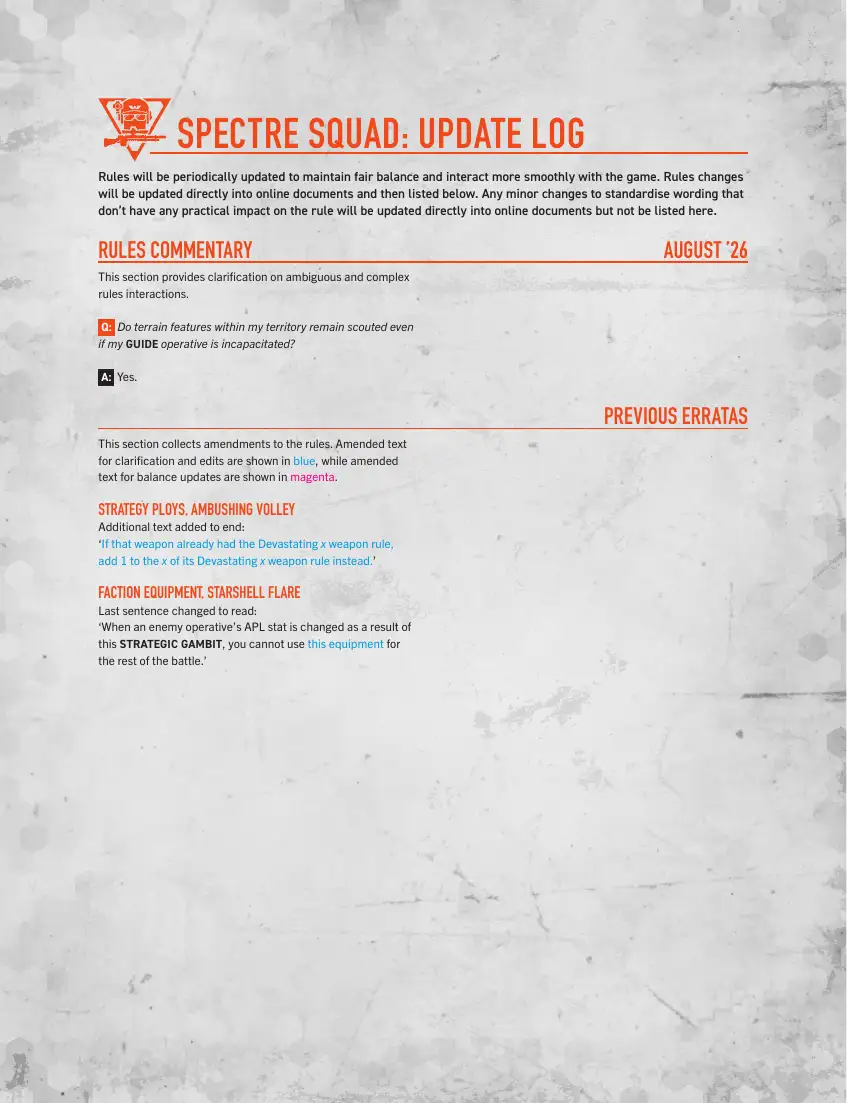 SPECTRE SQUAD: UPDATE LOG
Rules will be periodically updated to maintain fair balance and interact more smoothly with the game. Rules changes
will be updated directly into online documents and then listed below. Any minor changes to standardise wording that
don’t have any practical impact on the rule will be updated directly into online documents but not be listed here.
RULES COMMENTARY AUGUST ’26
This section provides clarification on ambiguous and complex
rules interactions.
Q: Do terrain features within my territory remain scouted even
if my GUIDE operative is incapacitated?
A: Yes.
PREVIOUS ERRATAS
This section collects amendments to the rules. Amended text
for clarification and edits are shown in blue, while amended
text for balance updates are shown in magenta.
STRATEGY PLOYS, AMBUSHING VOLLEY
Additional text added to end:
‘If that weapon already had the Devastating x weapon rule,
add 1 to the x of its Devastating x weapon rule instead.’
FACTION EQUIPMENT, STARSHELL FLARE
Last sentence changed to read:
‘When an enemy operative’s APL stat is changed as a result of
this STRATEGIC GAMBIT, you cannot use this equipment for
the rest of the battle.’